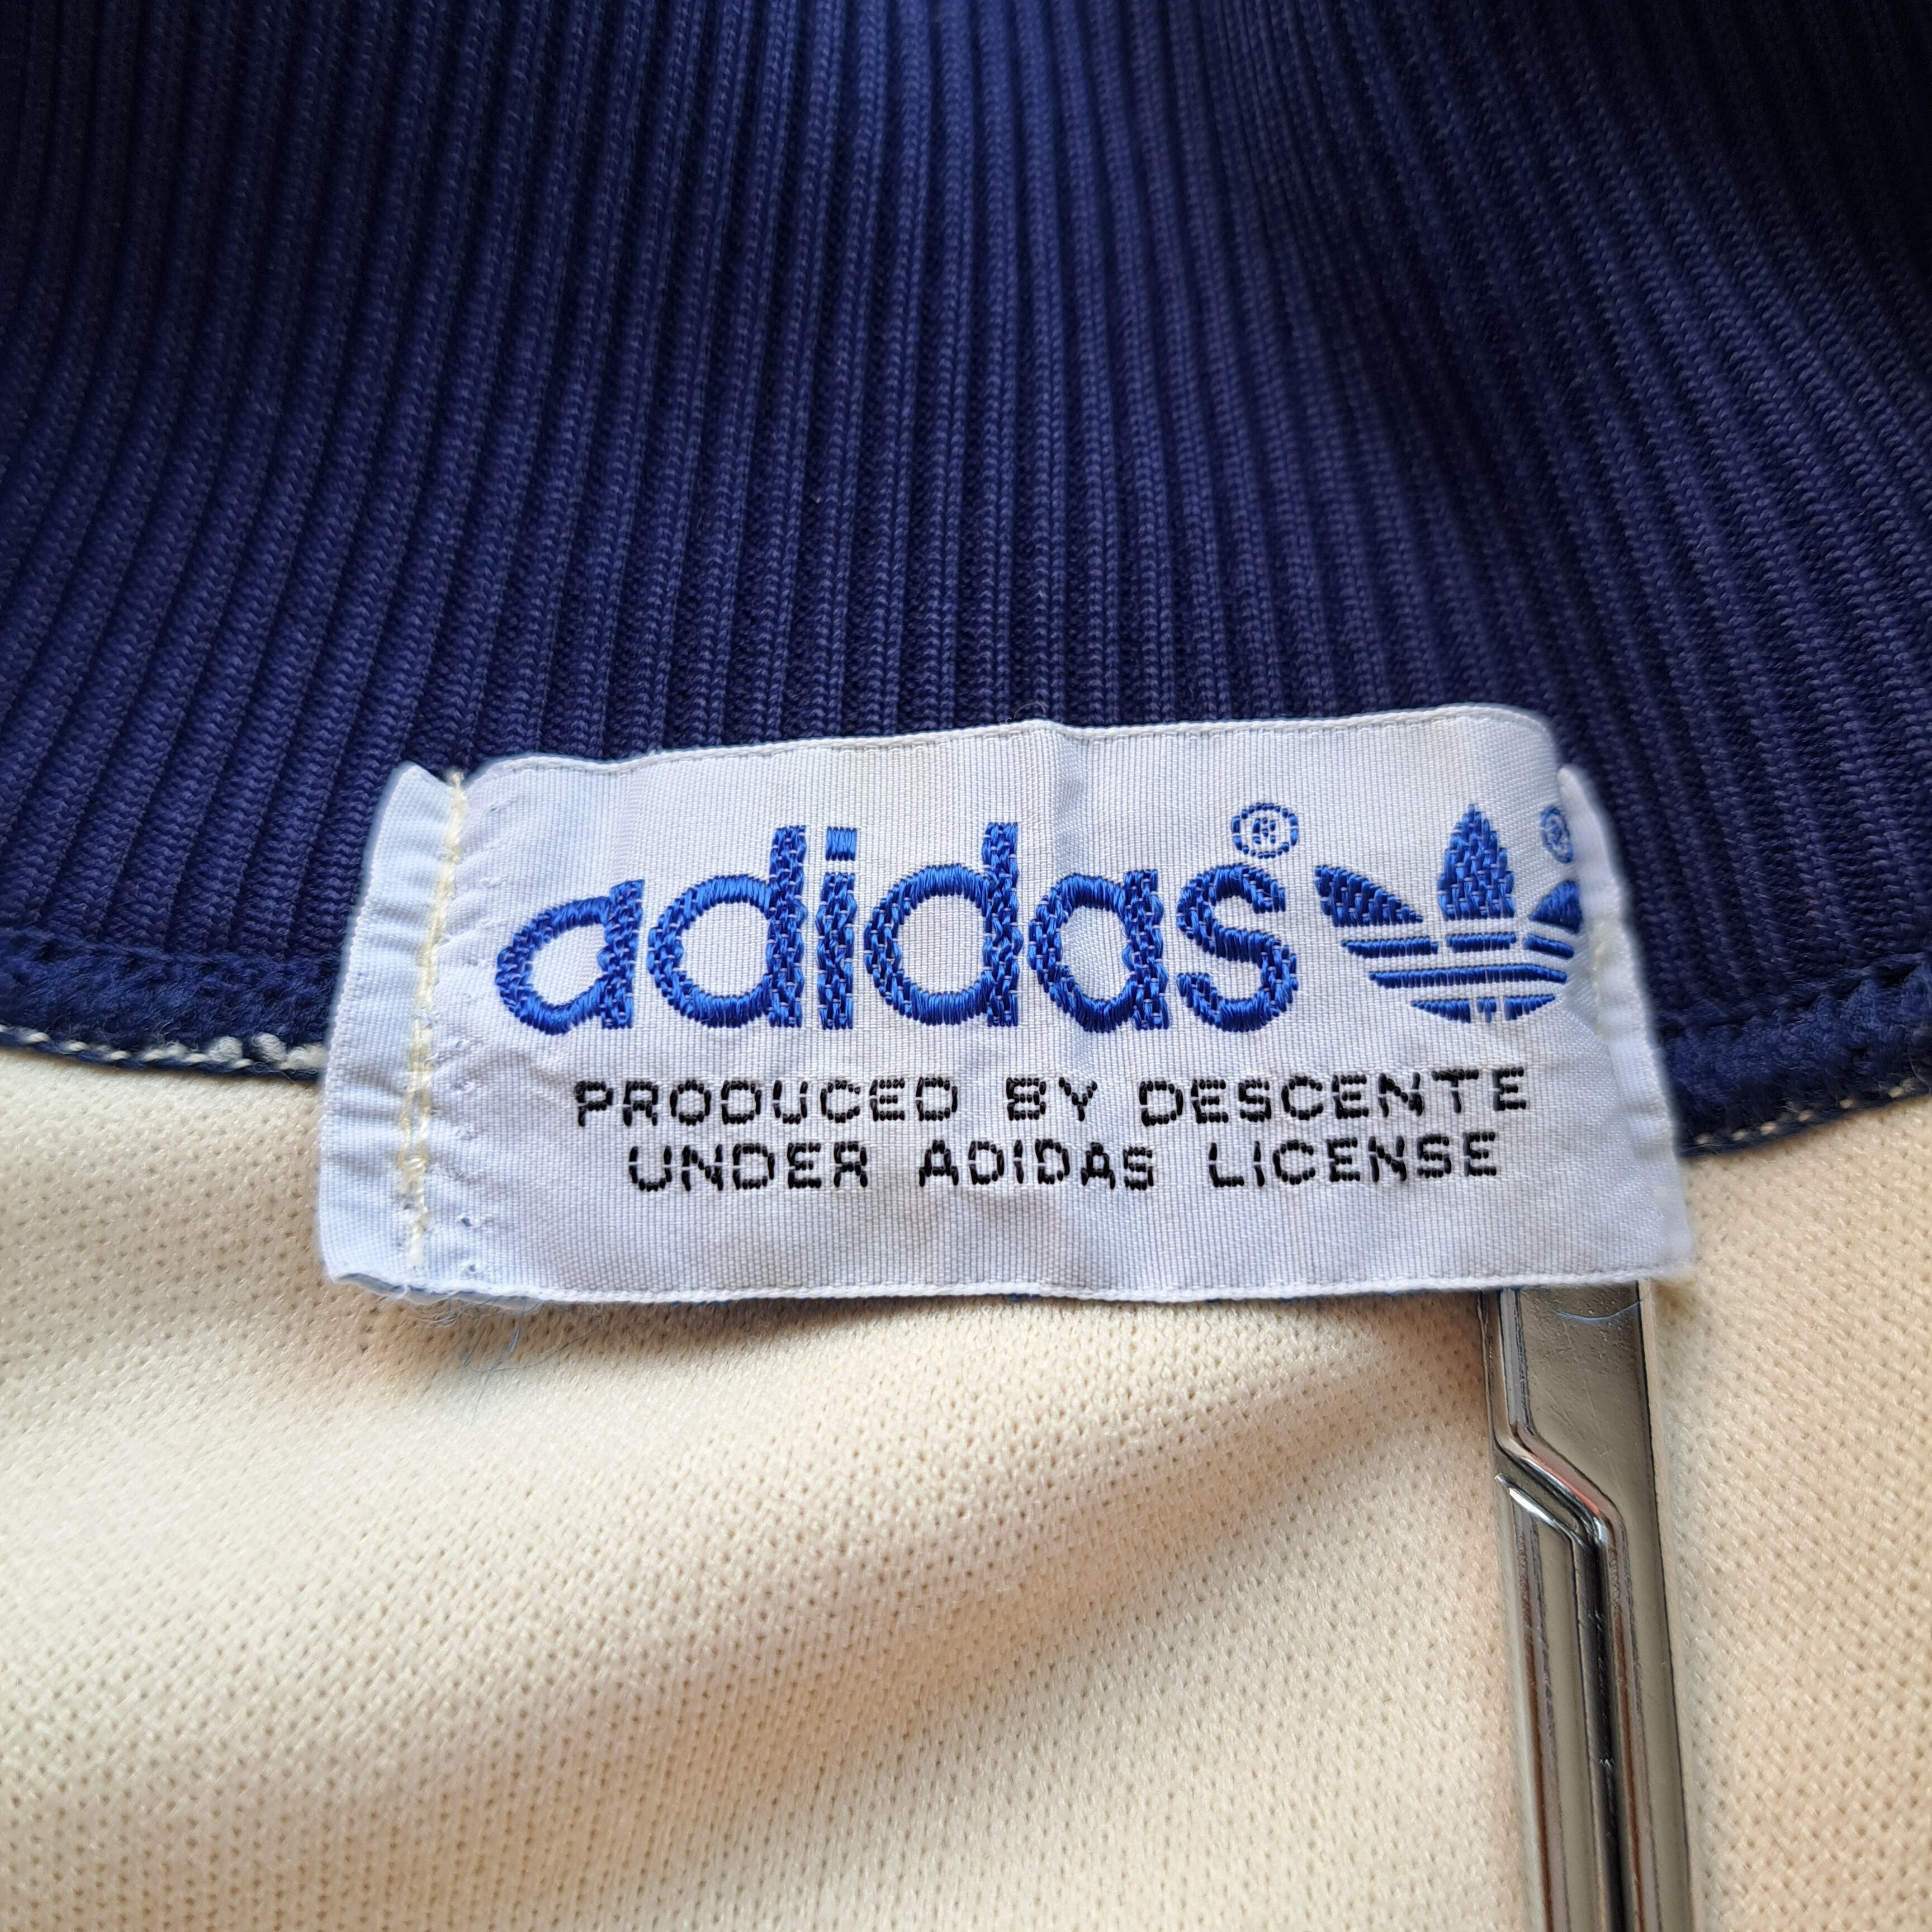 adidas®
PRODUCED BY DESCENTE
UNDER ADIDAS LICENSE